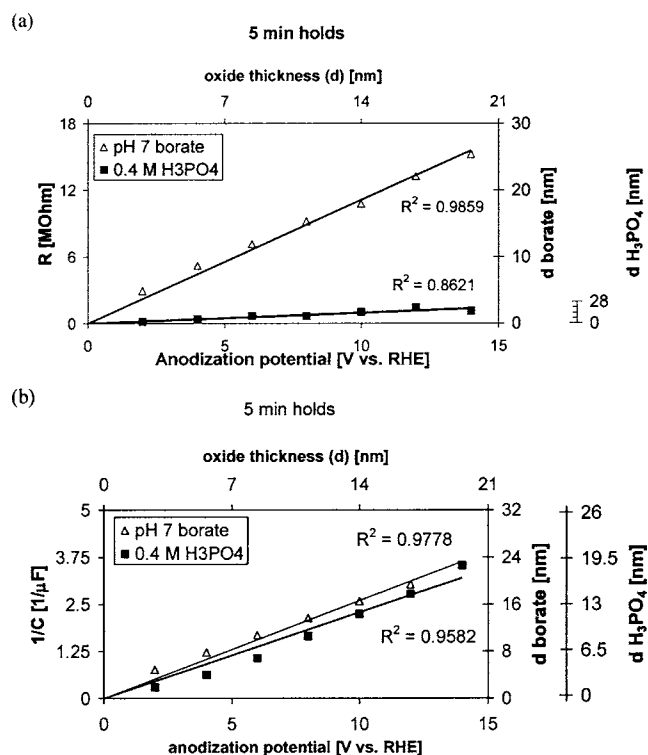 (a)
5 min holds
oxide thickness (d) [nm]
0 7 14 21
18 30
△ pH 7 borate
■ 0.4 M H3PO4
12 20
R² = 0.9859
R [MOhm]
d borate [nm]
d H₃PO₄ [nm]
6 10
R² = 0.8621
28
0 0 0
0 5 10 15
Anodization potential [V vs. RHE]
(b)
5 min holds
oxide thickness (d) [nm]
0 7 14 21
5 32 26
△ pH 7 borate
■ 0.4 M H3PO4
R² = 0.9778
3.75 24 19.5
1/C [1/µF]
d borate [nm]
d H₃PO₄ [nm]
2.5 16 13
R² = 0.9582
1.25 8 6.5
0 0 0
0 5 10 15
anodization potential [V vs. RHE]